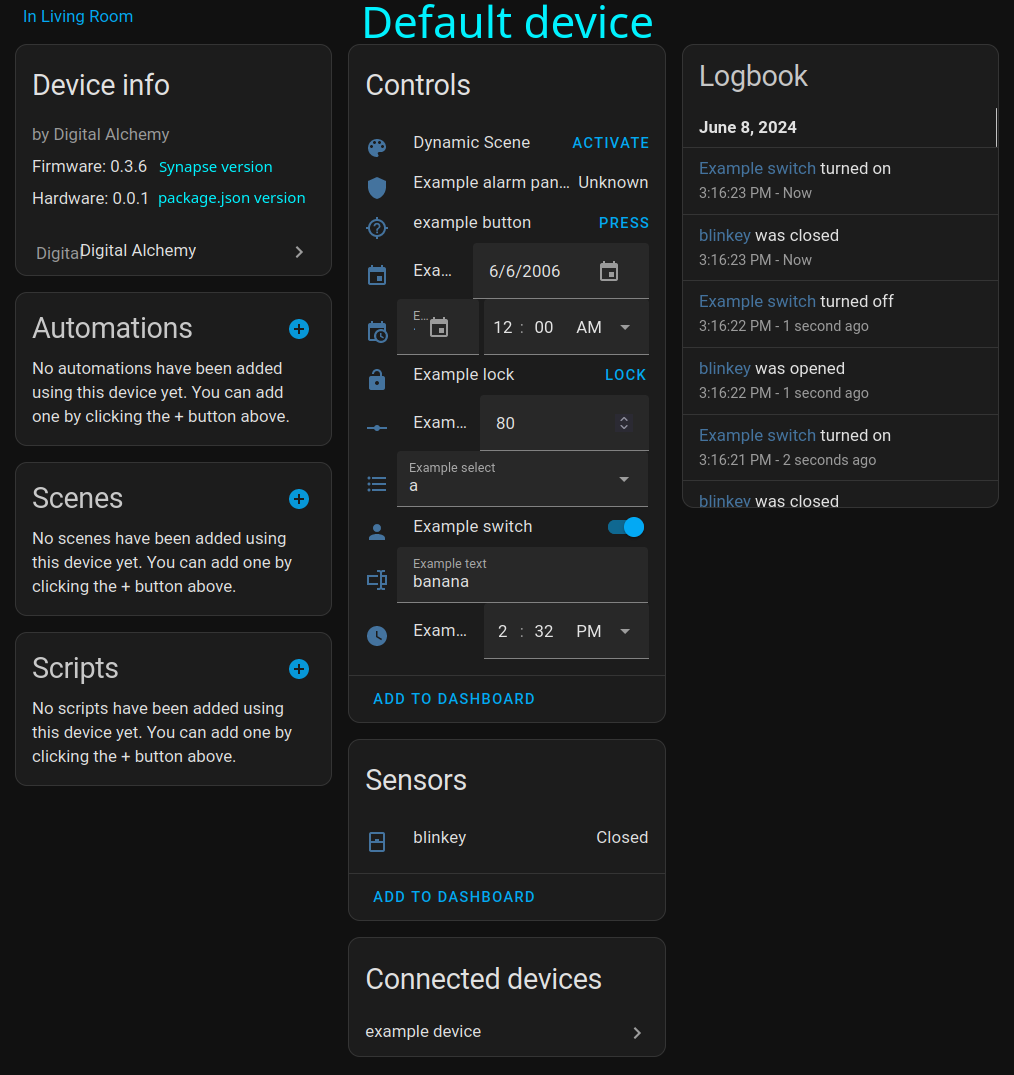 In Living Room
Default device
Device info
by Digital Alchemy
Firmware: 0.3.6 Synapse version
Hardware: 0.0.1 package.json version
Digital Digital Alchemy
Automations
No automations have been added
using this device yet. You can add
one by clicking the + button above.
Scenes
No scenes have been added using
this device yet. You can add one by
clicking the + button above.
Scripts
No scripts have been added using
this device yet. You can add one by
clicking the + button above.
Controls
Dynamic Scene ACTIVATE
Example alarm pan... Unknown
example button PRESS
Exa... 6/6/2006
E...
12 : 00 AM
Example lock LOCK
Exam... 80
Example select
a
Example switch
Example text
banana
Exam... 2 : 32 PM
ADD TO DASHBOARD
Sensors
blinkey Closed
ADD TO DASHBOARD
Connected devices
example device
Logbook
June 8, 2024
Example switch turned on
3:16:23 PM - Now
blinkey was closed
3:16:23 PM - Now
Example switch turned off
3:16:22 PM - 1 second ago
blinkey was opened
3:16:22 PM - 1 second ago
Example switch turned on
3:16:21 PM - 2 seconds ago
blinkey was closed